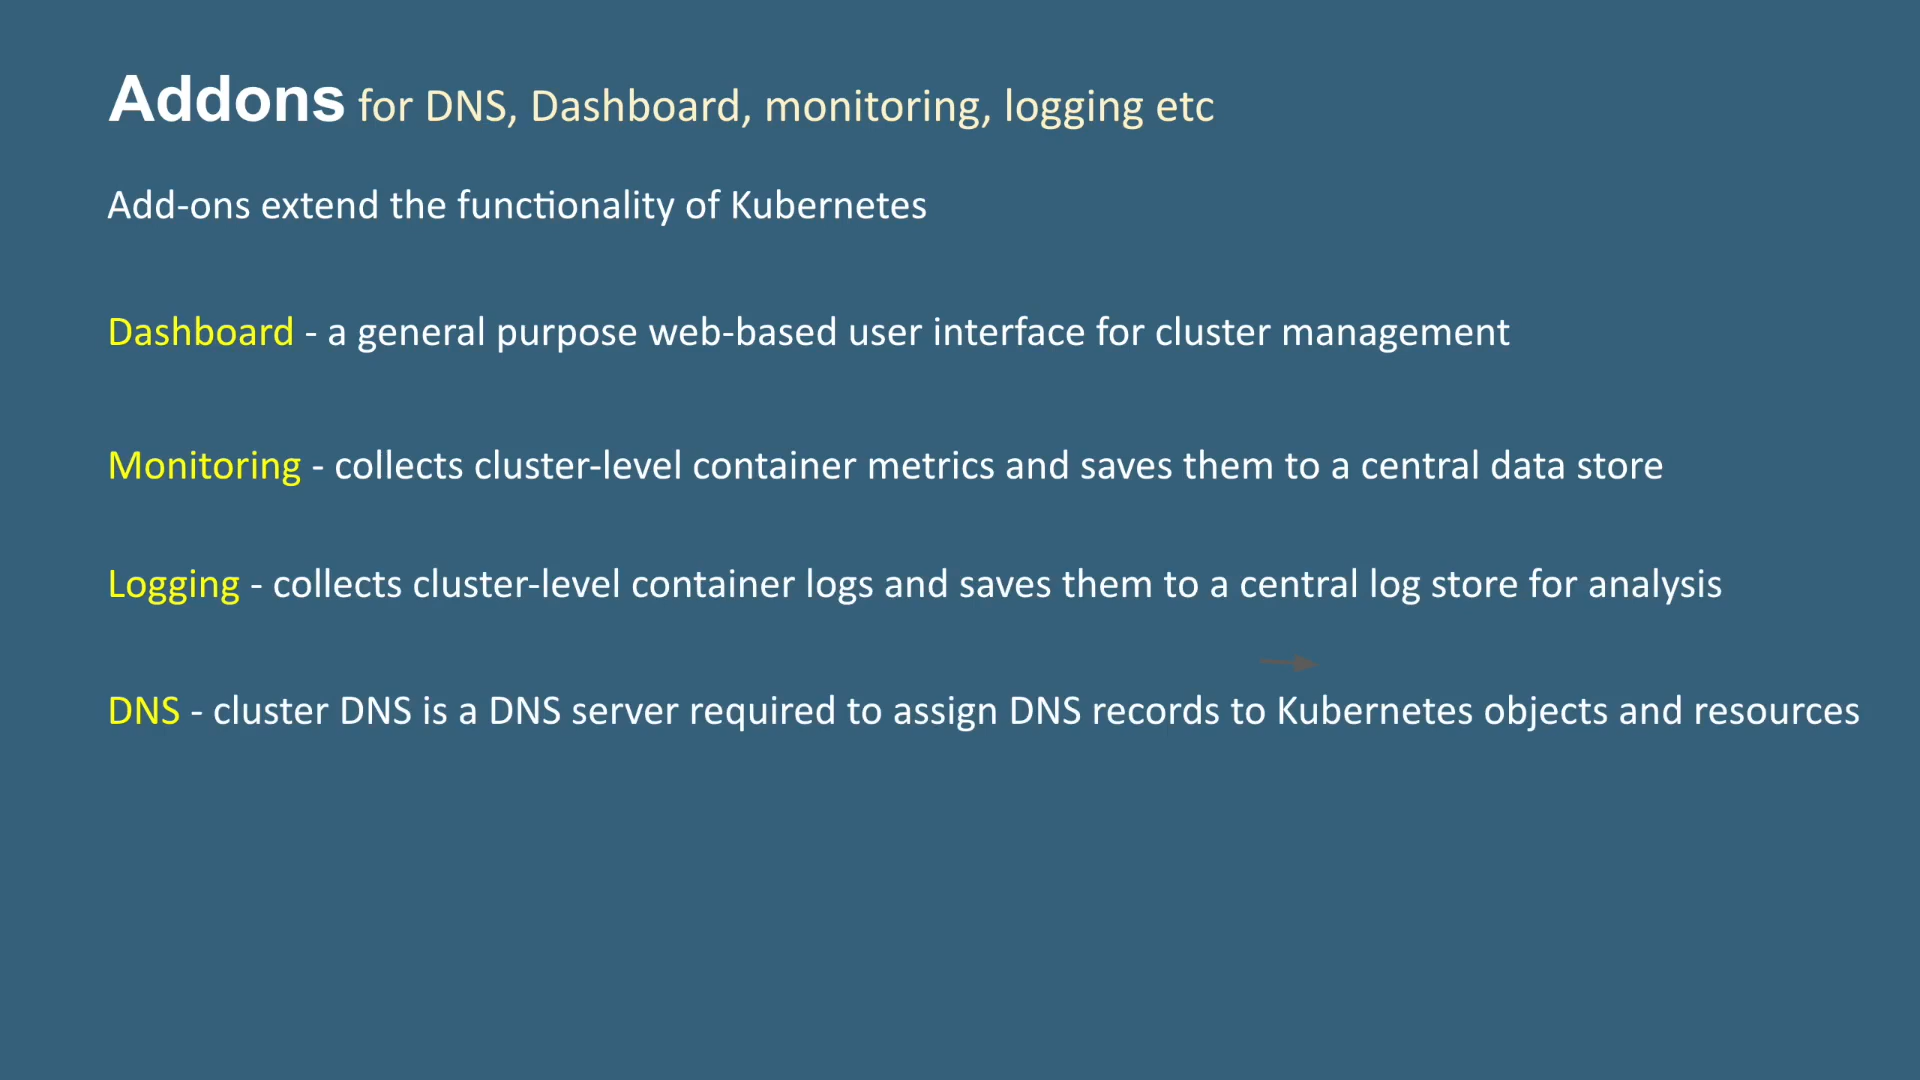 Addons for DNS, Dashboard, monitoring, logging etc
Add-ons extend the functionality of Kubernetes
Dashboard - a general purpose web-based user interface for cluster management
Monitoring - collects cluster-level container metrics and saves them to a central data store
Logging - collects cluster-level container logs and saves them to a central log store for analysis
DNS - cluster DNS is a DNS server required to assign DNS records to Kubernetes objects and resources